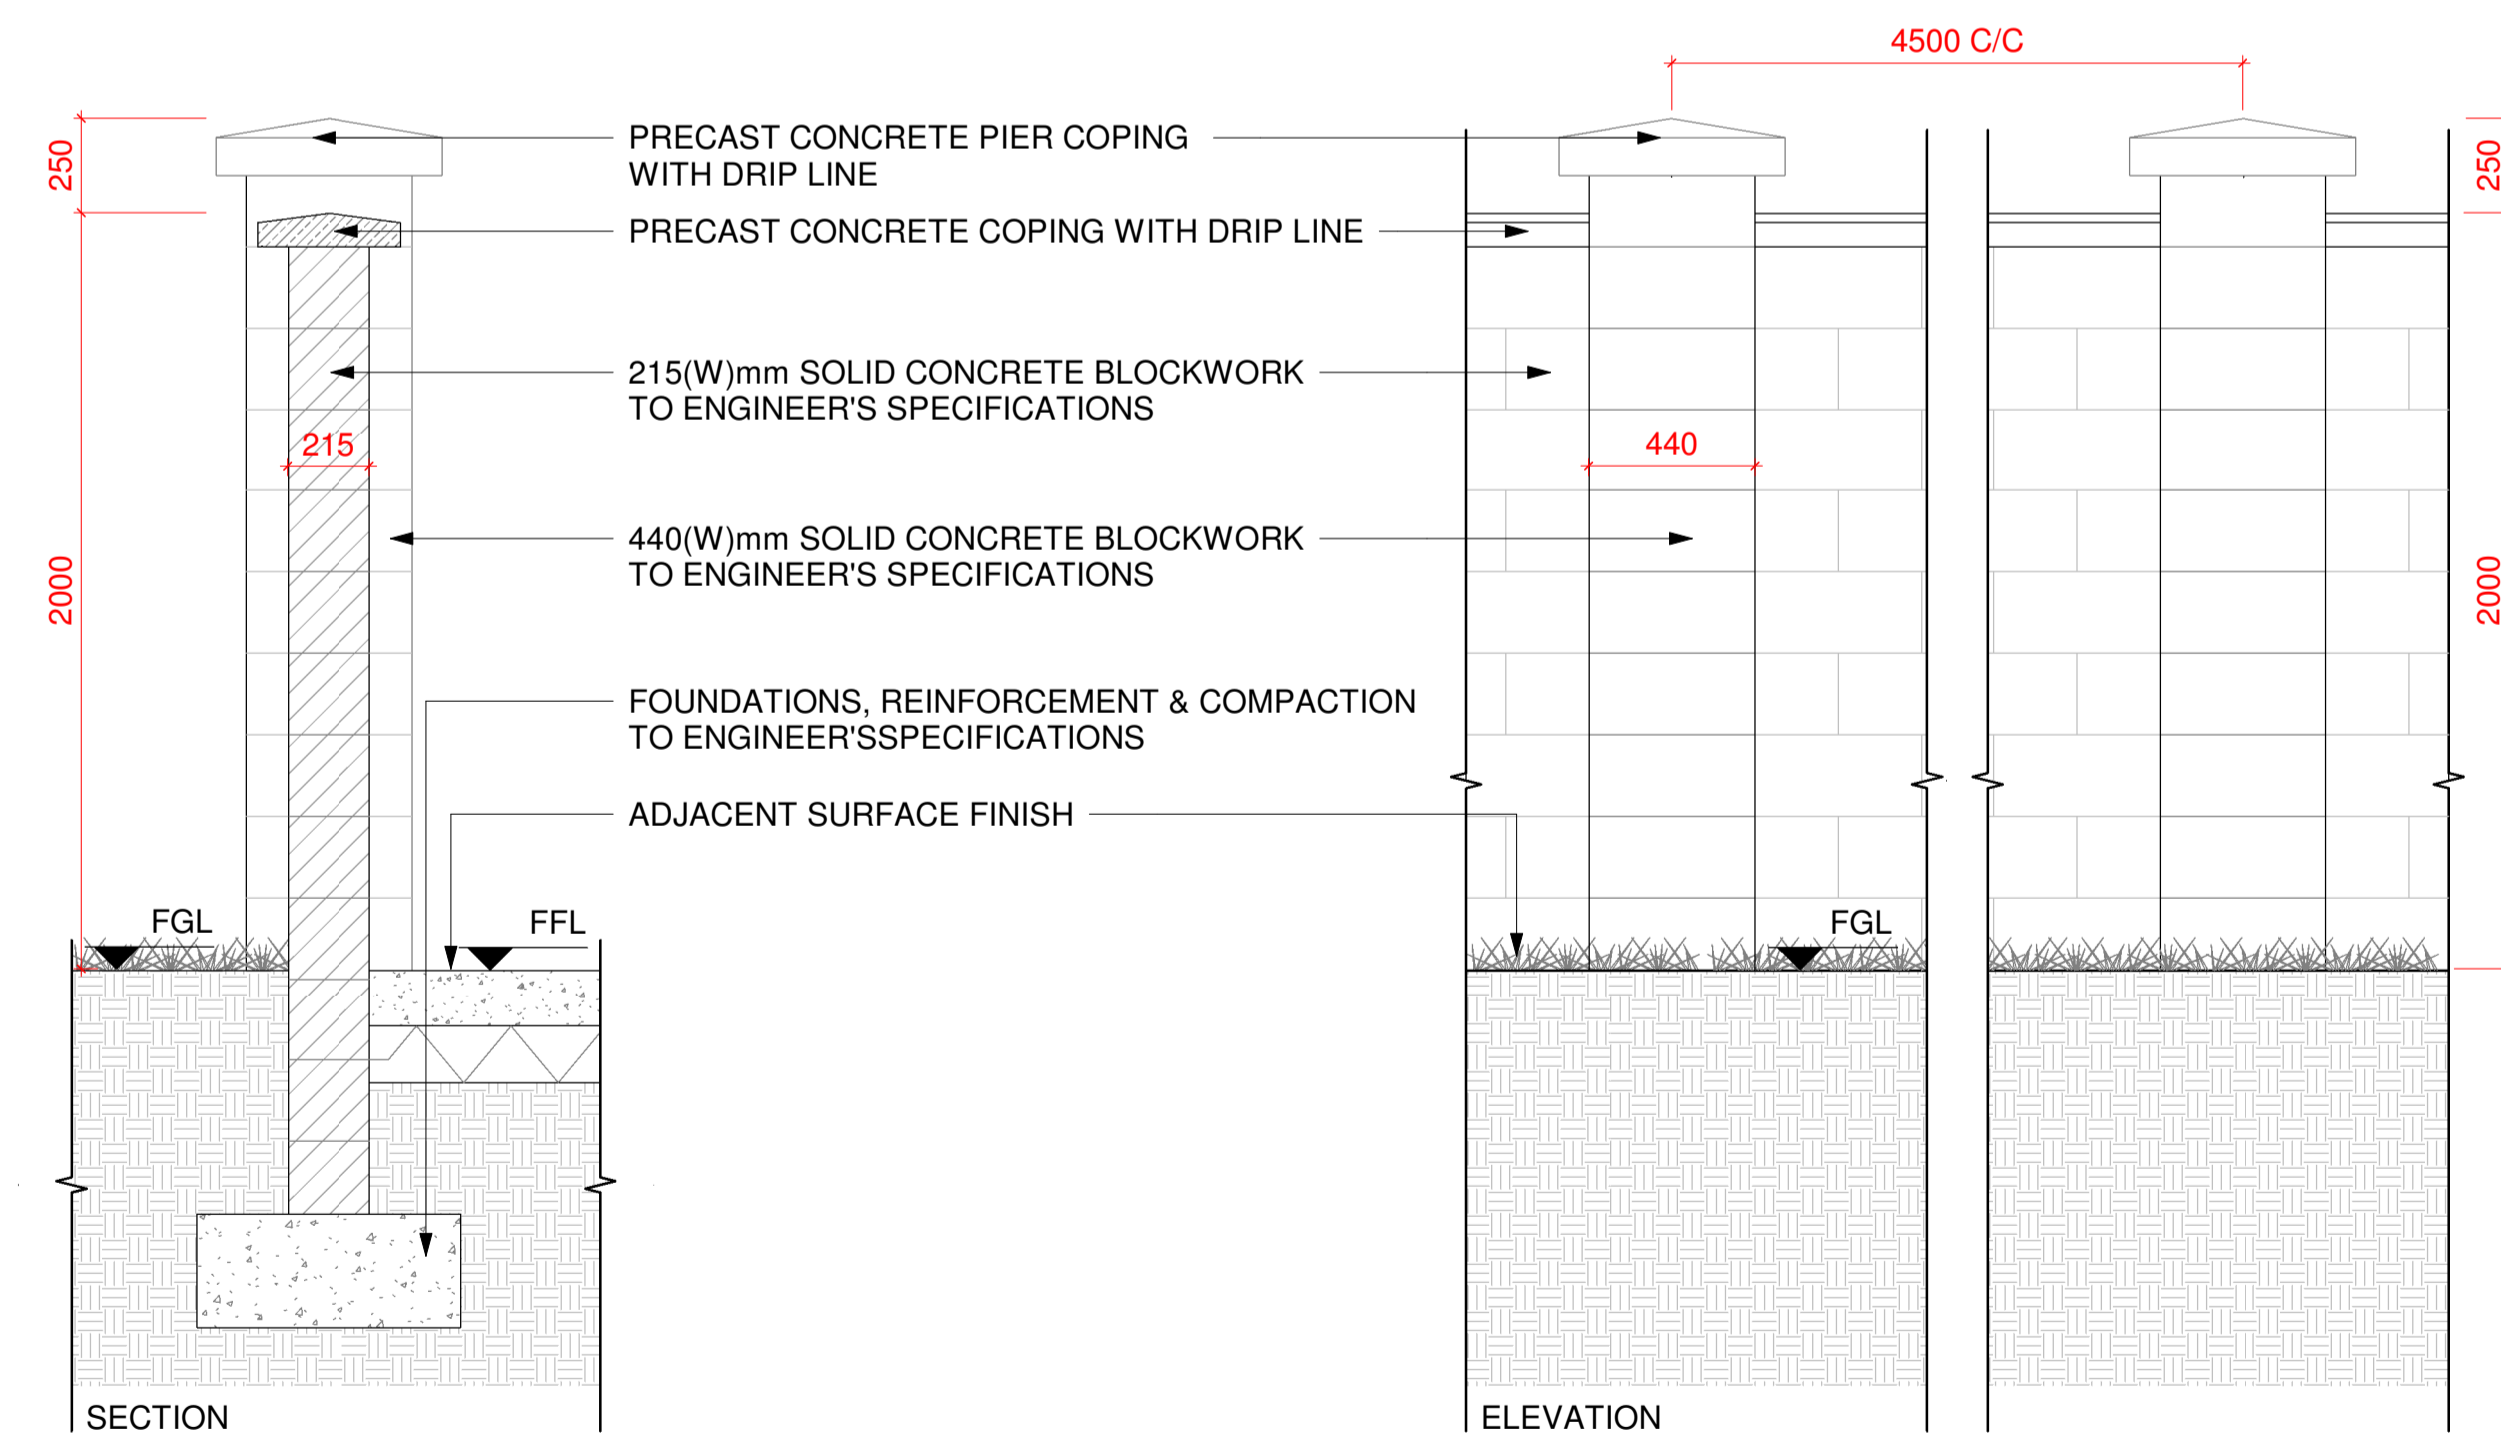 4500 C/C
250
PRECAST CONCRETE PIER COPING
WITH DRIP LINE
250
PRECAST CONCRETE COPING WITH DRIP LINE
215(W)mm SOLID CONCRETE BLOCKWORK
TO ENGINEER'S SPECIFICATIONS
215
440
440(W)mm SOLID CONCRETE BLOCKWORK
TO ENGINEER'S SPECIFICATIONS
2000
2000
FOUNDATIONS, REINFORCEMENT & COMPACTION
TO ENGINEER'SSPECIFICATIONS
ADJACENT SURFACE FINISH
FGL
FFL
FGL
SECTION
ELEVATION